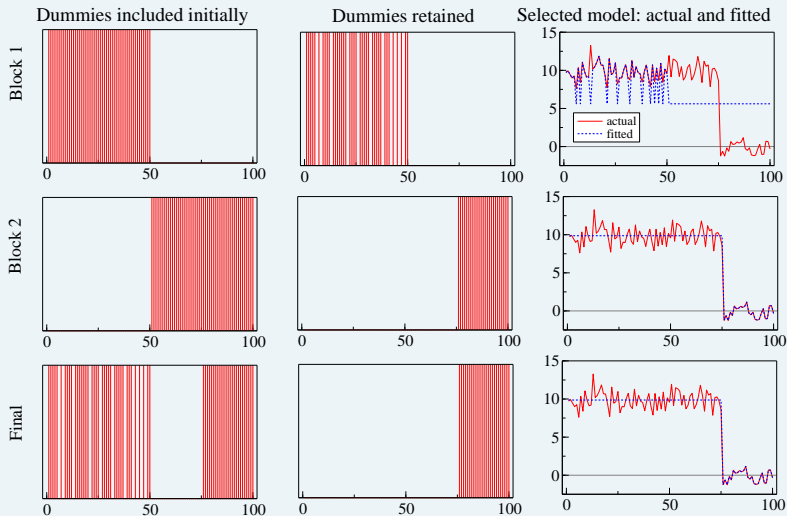 Dummies included initially
Dummies retained
Selected model: actual and fitted
Block 1
0 50 100
0 50 100
15
10
5
0
actual
fitted
0 50 100
Block 2
0 50 100
0 50 100
15
10
5
0
0 50 100
Final
0 50 100
0 50 100
15
10
5
0
0 50 100